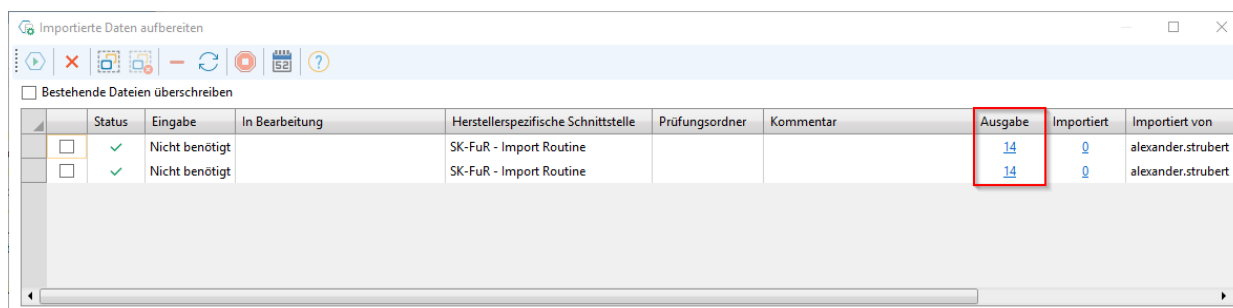 Importierte Daten aufbereiten
52 ?
Bestehende Dateien überschreiben
Status Eingabe In Bearbeitung Herstellerspezifische Schnittstelle Prüfungsordner Kommentar Ausgabe Importiert Importiert von
Nicht benötigt SK-FuR - Import Routine 14 0 alexander.strubert
Nicht benötigt SK-FuR - Import Routine 14 0 alexander.strubert